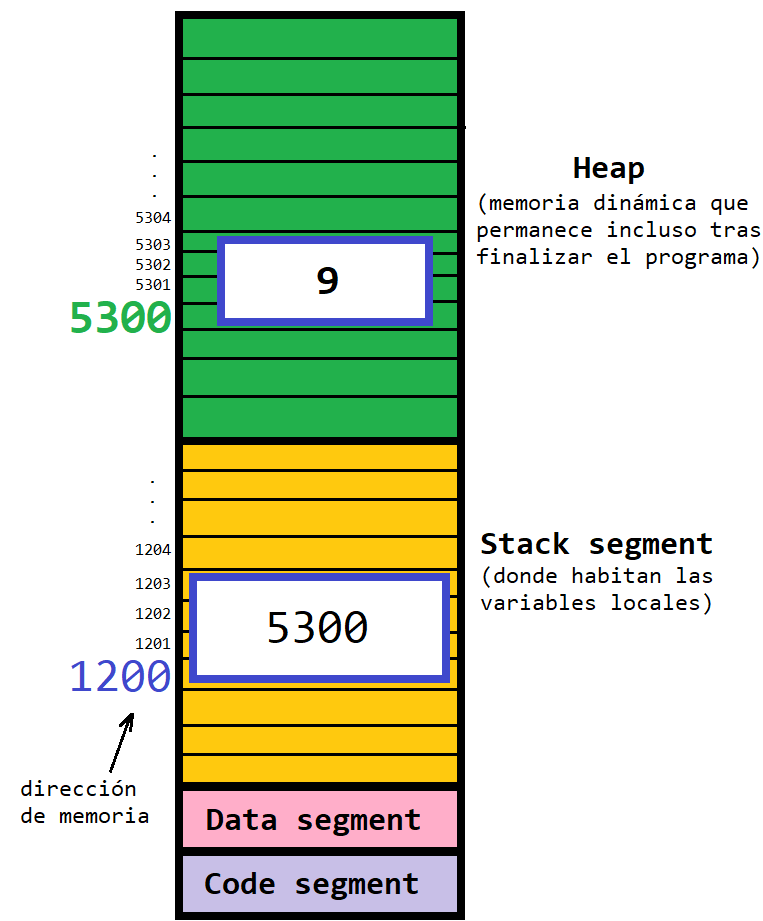 Heap
(memoria dinámica que
permanece incluso tras
finalizar el programa)
.
.
.
5304
5303
5302
5301
5300
9
.
.
.
1204
1203
1202
1201
1200
5300
Stack segment
(donde habitan las
variables locales)
dirección
de memoria
Data segment
Code segment